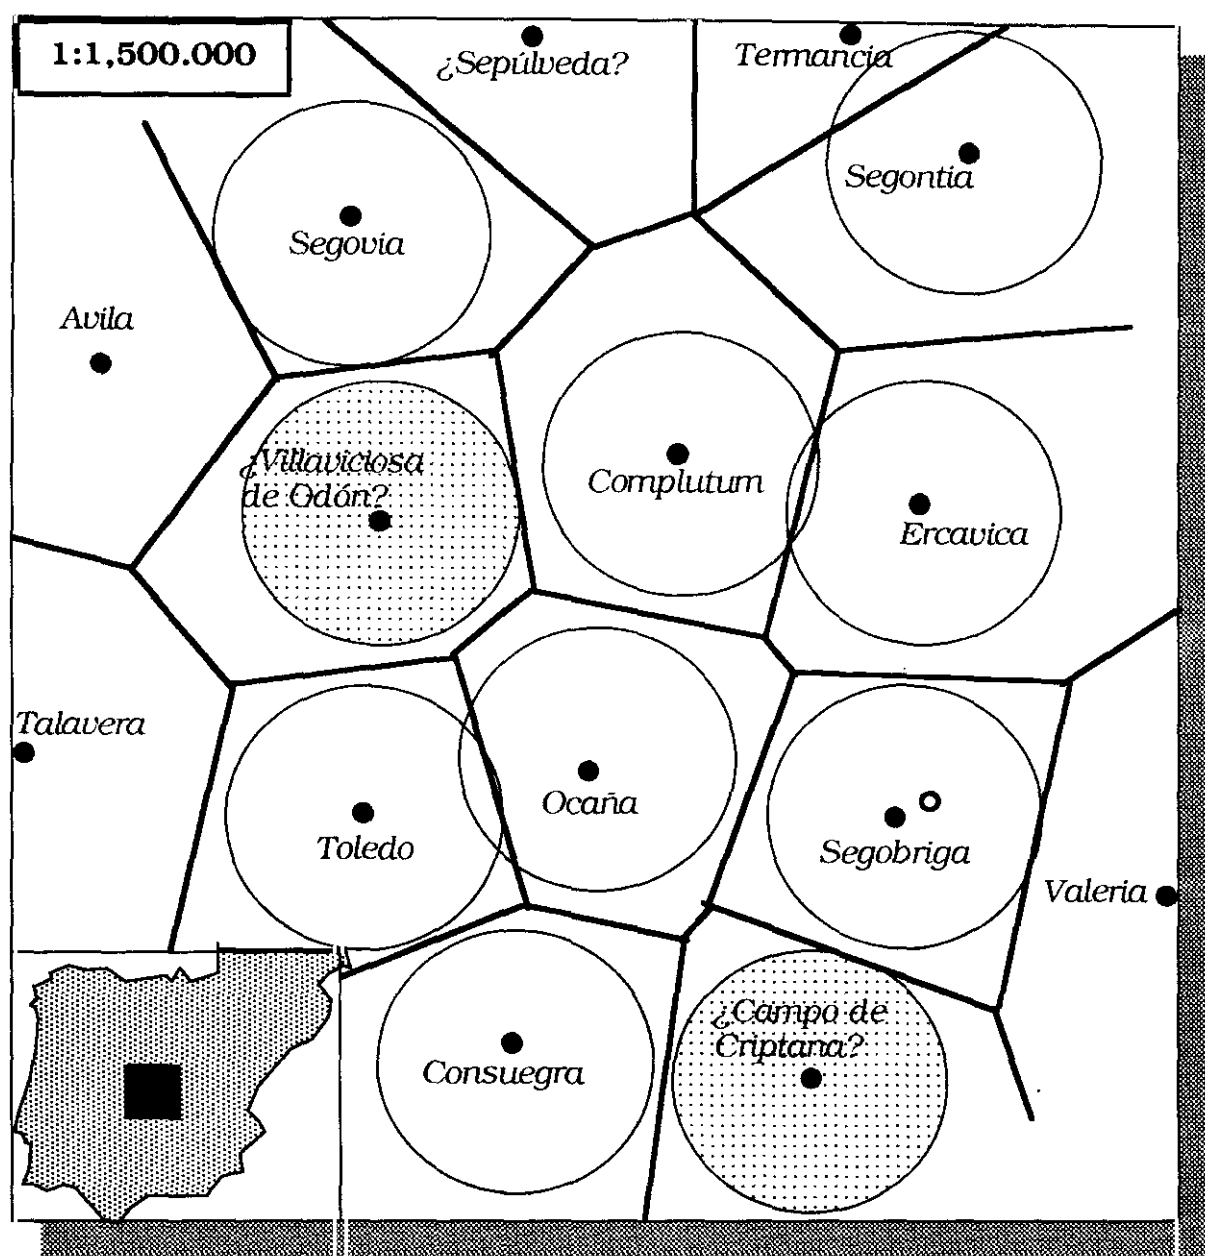 1:1,500.000
¿Sepúlveda?
Termancia
Segontia
Segovia
Avila
¿Villaviciosa
de Odón?
Complutum
Ercavica
Talavera
Toledo
Ocaña
Segobriga
Valeria
¿Campo de
Criptana?
Consuegra